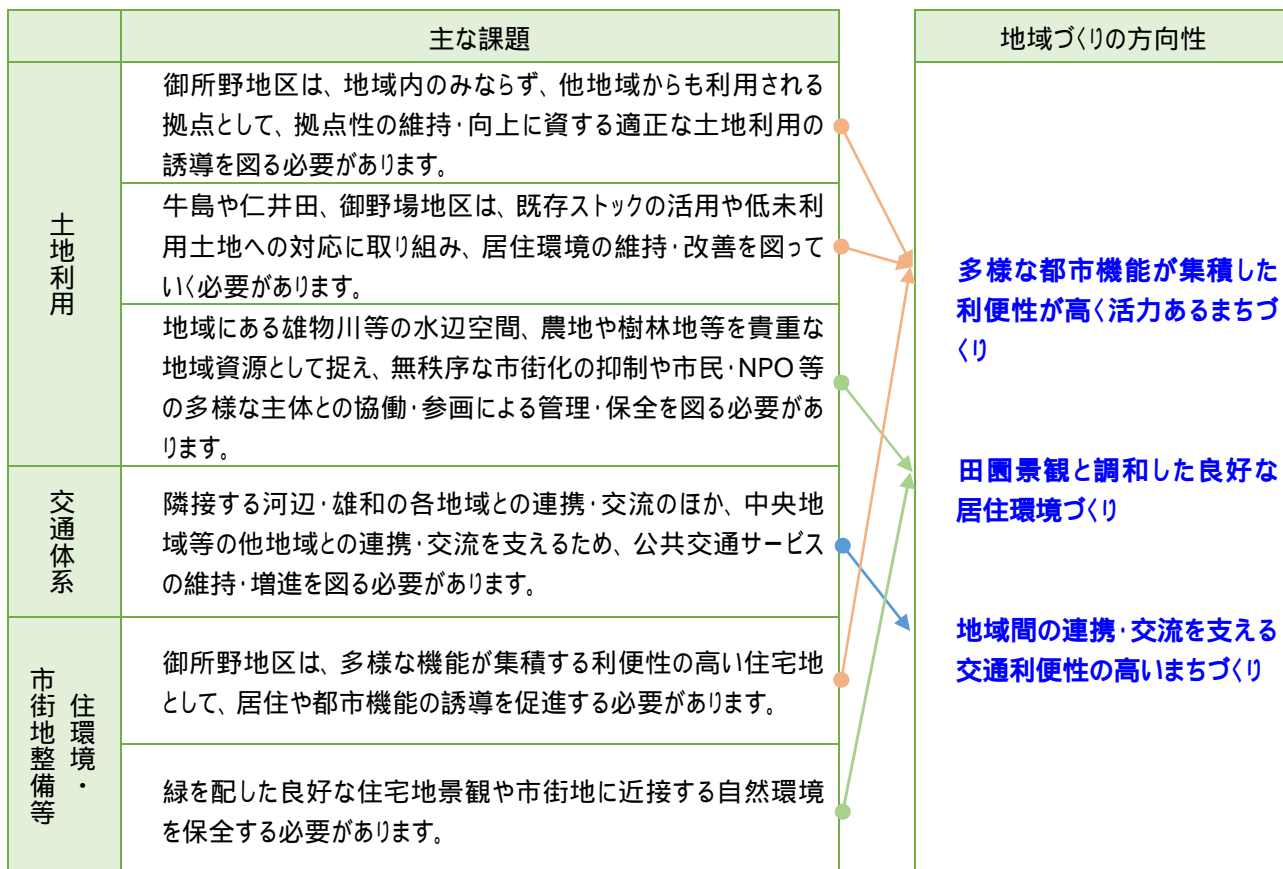 主な課題
地域づくりの方向性
土地利用
御所野地区は、地域内のみならず、他地域からも利用される
拠点として、拠点性の維持・向上に資する適正な土地利用の
誘導を図る必要があります。
牛島や仁井田、御野場地区は、既存ストックの活用や低未利
用土地への対応に取り組み、居住環境の維持・改善を図って
いく必要があります。
地域にある雄物川等の水辺空間、農地や樹林地等を貴重な
地域資源として捉え、無秩序な市街化の抑制や市民・NPO等
の多様な主体との協働・参画による管理・保全を図る必要があ
ります。
交通体系
隣接する河辺・雄和の各地域との連携・交流のほか、中央地
域等の他地域との連携・交流を支えるため、公共交通サービス
の維持・増進を図る必要があります。
住環境・
市街地整備等
御所野地区は、多様な機能が集積する利便性の高い住宅地
として、居住や都市機能の誘導を促進する必要があります。
緑を配した良好な住宅地景観や市街地に近接する自然環境
を保全する必要があります。
多様な都市機能が集積した
利便性が高く活力あるまちづ
くり
田園景観と調和した良好な
居住環境づくり
地域間の連携・交流を支える
交通利便性の高いまちづくり